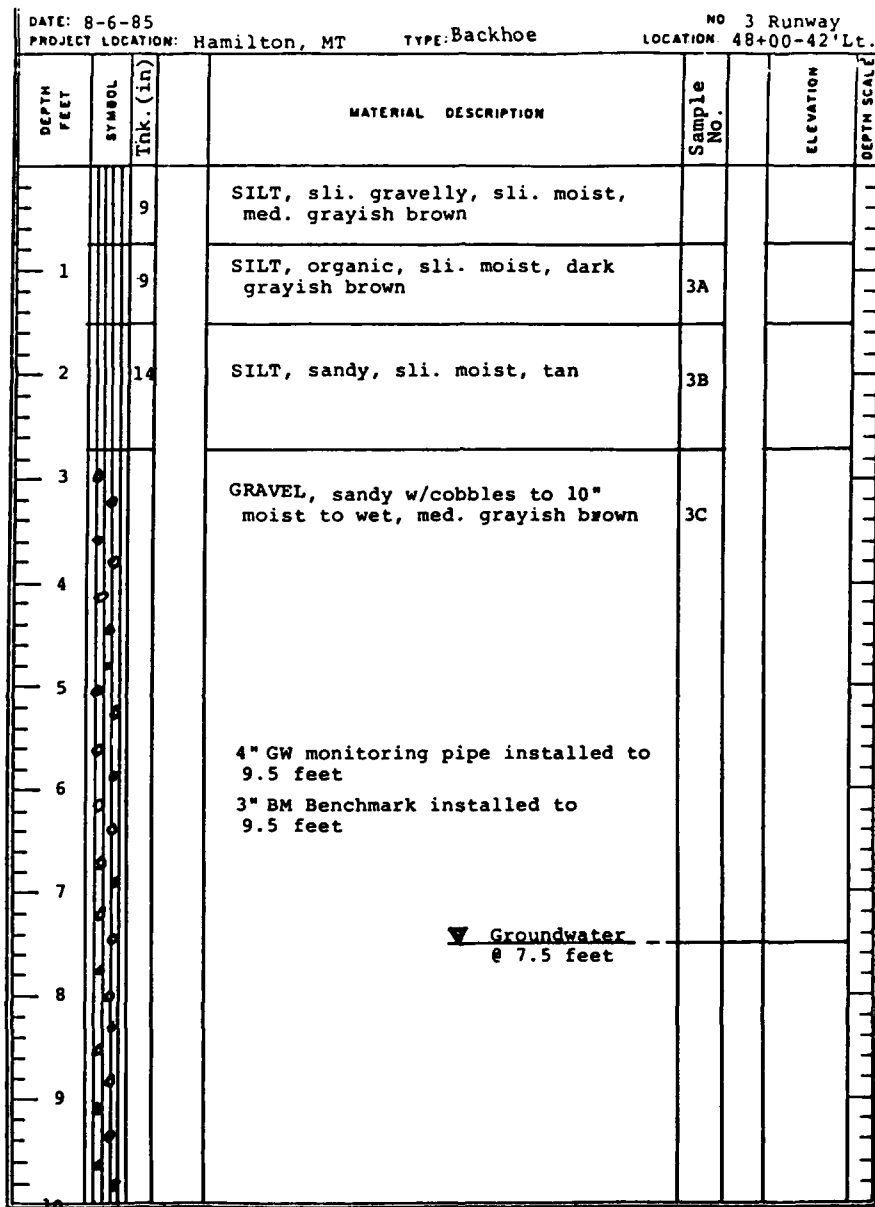 DATE: 8-6-85
NO 3 Runway
PROJECT LOCATION: Hamilton, MT TYPE: Backhoe LOCATION 48+00-42'Lt.
DEPTH FEET
SYMBOL
Thk. (in)
MATERIAL DESCRIPTION
Sample No.
ELEVATION
DEPTH SCALE
9
SILT, sli. gravelly, sli. moist,
med. grayish brown
1
9
SILT, organic, sli. moist, dark
grayish brown
3A
2
14
SILT, sandy, sli. moist, tan
3B
3
GRAVEL, sandy w/cobbles to 10"
moist to wet, med. grayish brown
3C
4
5
4" GW monitoring pipe installed to
9.5 feet
6
3" BM Benchmark installed to
9.5 feet
7
Groundwater
@ 7.5 feet
8
9
10